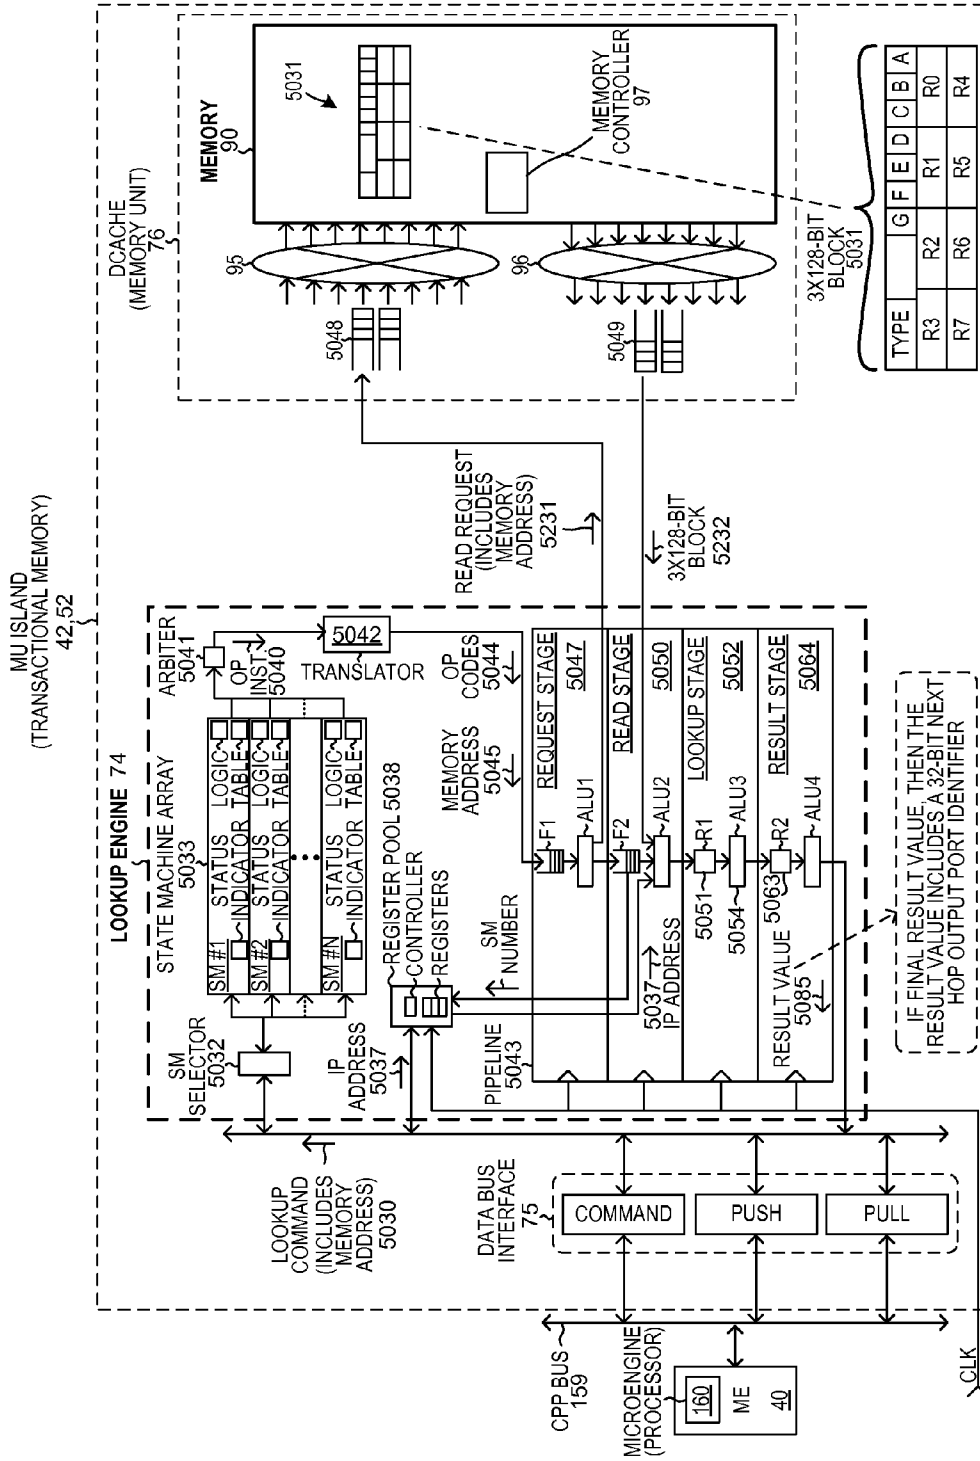 MU ISLAND
(TRANSACTIONAL MEMORY)
42,52
LOOKUP ENGINE 74
STATE MACHINE ARRAY
5033
SM SELECTOR
5032
SM #1 STATUS LOGIC
INDICATOR TABLE
SM #2 STATUS LOGIC
INDICATOR TABLE
SM #N STATUS LOGIC
INDICATOR TABLE
ARBITER
5041
OP
INST
5040
5042
TRANSLATOR
OP
CODES
5044
MEMORY
ADDRESS
5045
IP
ADDRESS
5037
REGISTER POOL 5038
CONTROLLER
REGISTERS
SM
NUMBER
PIPELINE
5043
REQUEST STAGE
5047
F1
ALU1
READ STAGE
5050
F2
ALU2
5037
IP ADDRESS
LOOKUP STAGE
5052
R1
5051
ALU3
5054
RESULT STAGE
5064
R2
5063
ALU4
RESULT VALUE
5085
IF FINAL RESULT VALUE, THEN THE
RESULT VALUE INCLUDES A 32-BIT NEXT
HOP OUTPUT PORT IDENTIFIER
LOOKUP
COMMAND
(INCLUDES
MEMORY
ADDRESS)
5030
DATA BUS
INTERFACE
75
COMMAND
PUSH
PULL
CPP BUS
159
MICROENGINE
(PROCESSOR)
160
ME
40
CLK
READ REQUEST
(INCLUDES
MEMORY
ADDRESS)
5231
3X128-BIT
BLOCK
5232
DCACHE
(MEMORY UNIT)
76
5048
5049
95
96
MEMORY
90
5031
MEMORY
CONTROLLER
97
3X128-BIT
BLOCK
5031
TYPE G F E D C B A
R3 R2 R1 R0
R7 R6 R5 R4